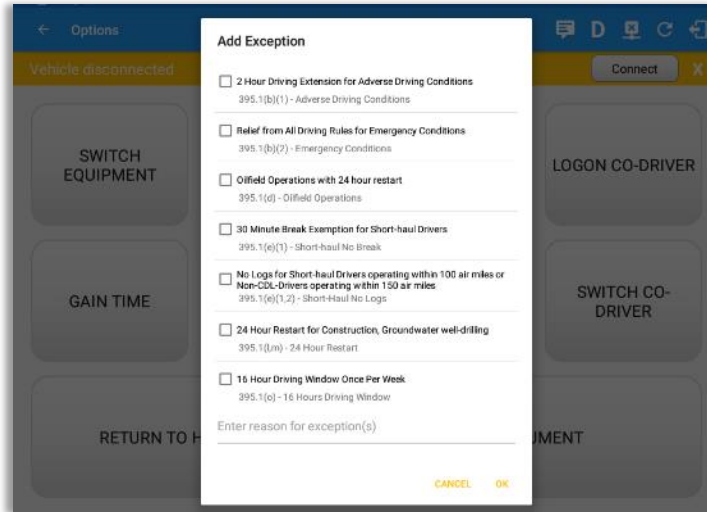 Options
D
Vehicle disconnected
Connect
X
SWITCH
EQUIPMENT
LOGON CO-DRIVER
GAIN TIME
SWITCH CO-
DRIVER
RETURN TO H
UMENT
Add Exception
2 Hour Driving Extension for Adverse Driving Conditions
395.1(b)(1) - Adverse Driving Conditions
Relief from All Driving Rules for Emergency Conditions
395.1(b)(2) - Emergency Conditions
Oilfield Operations with 24 hour restart
395.1(d) - Oilfield Operations
30 Minute Break Exemption for Short-haul Drivers
395.1(e)(1) - Short-haul No Break
No Logs for Short-haul Drivers operating within 100 air miles or
Non-CDL-Drivers operating within 150 air miles
395.1(e)(1,2) - Short-Haul No Logs
24 Hour Restart for Construction, Groundwater well-drilling
395.1(l,m) - 24 Hour Restart
16 Hour Driving Window Once Per Week
395.1(o) - 16 Hours Driving Window
Enter reason for exception(s)
CANCEL
OK